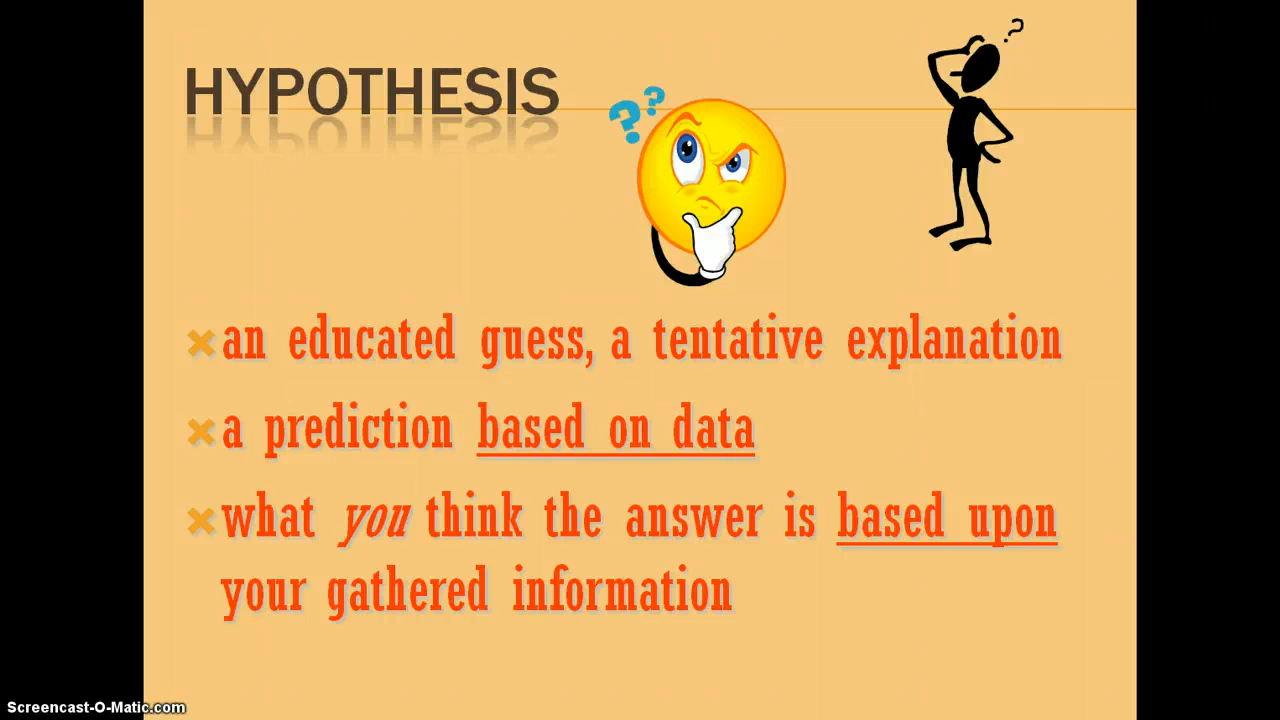 HYPOTHESIS
an educated guess, a tentative explanation
a prediction based on data
what you think the answer is based upon
your gathered information
Screencast-O-Matic.com